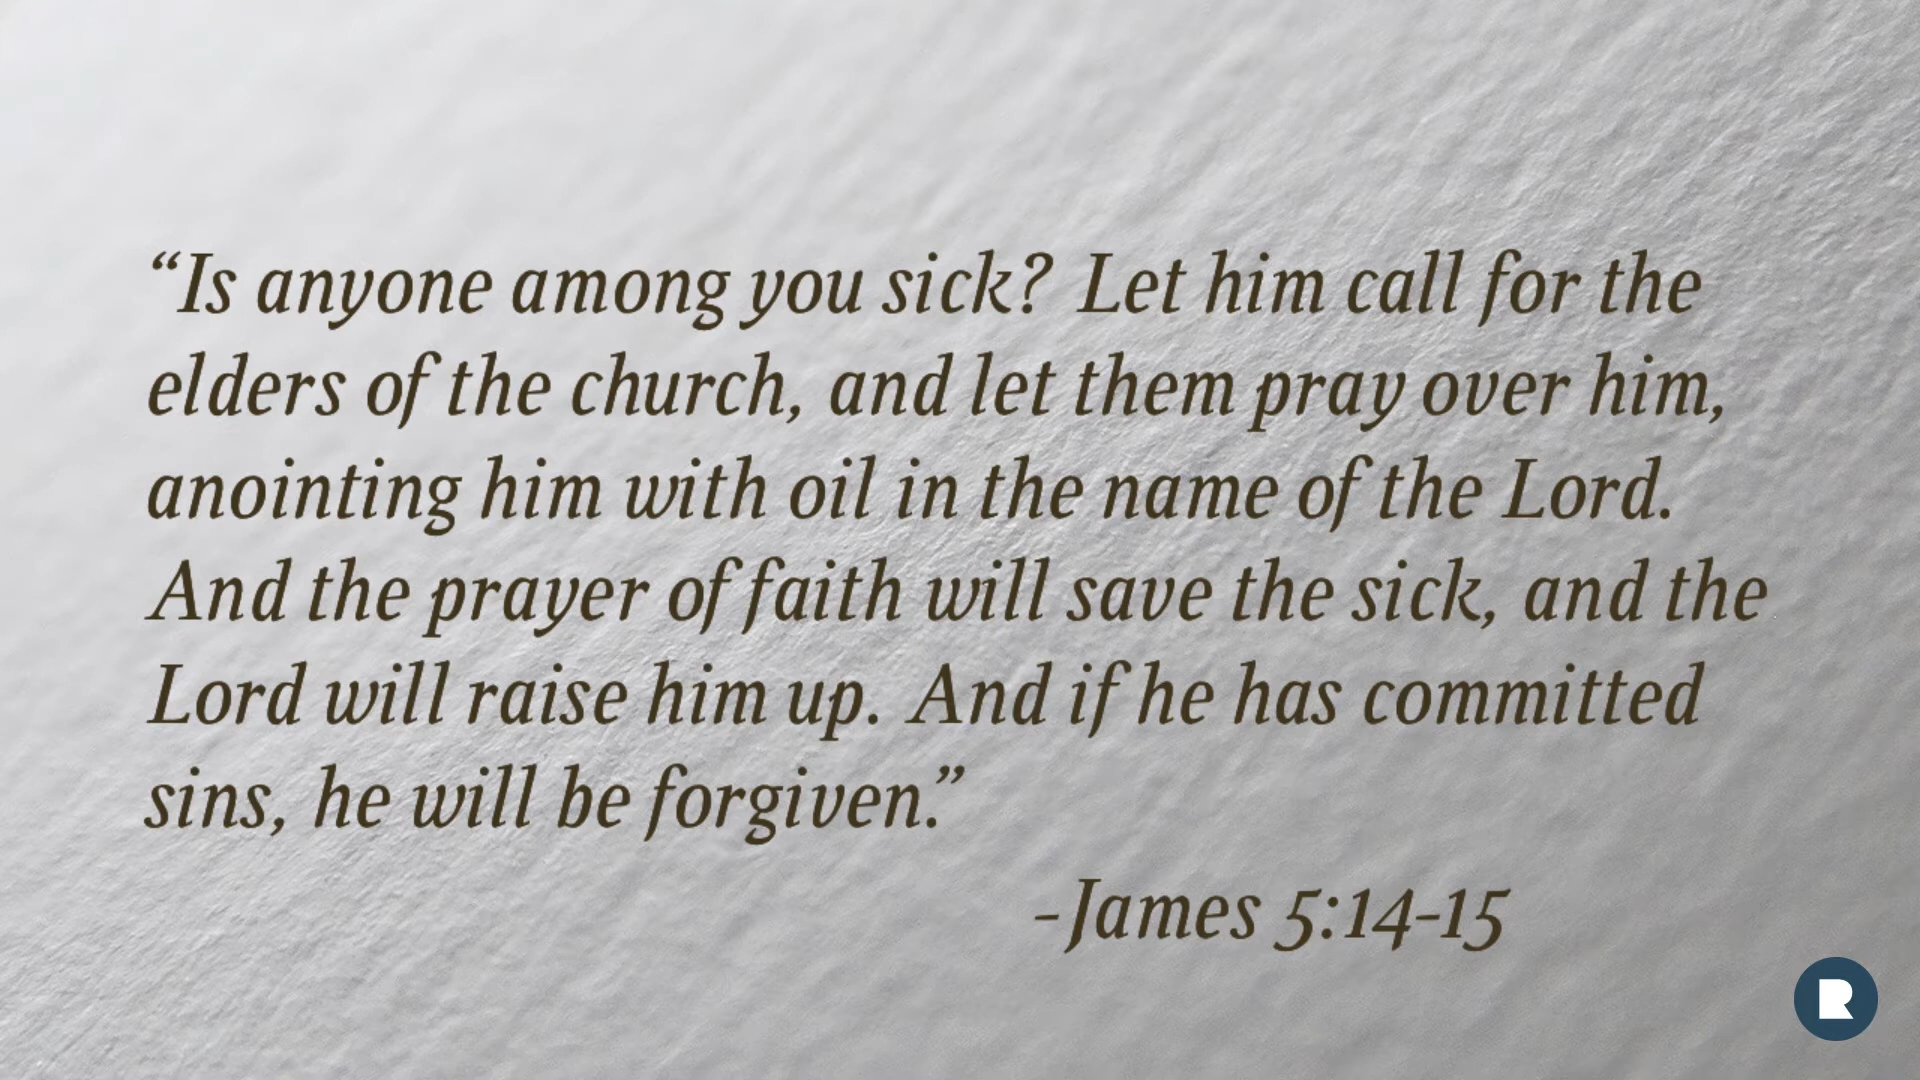 “Is anyone among you sick? Let him call for the
elders of the church, and let them pray over him,
anointing him with oil in the name of the Lord.
And the prayer of faith will save the sick, and the
Lord will raise him up. And if he has committed
sins, he will be forgiven.”
-James 5:14-15
R